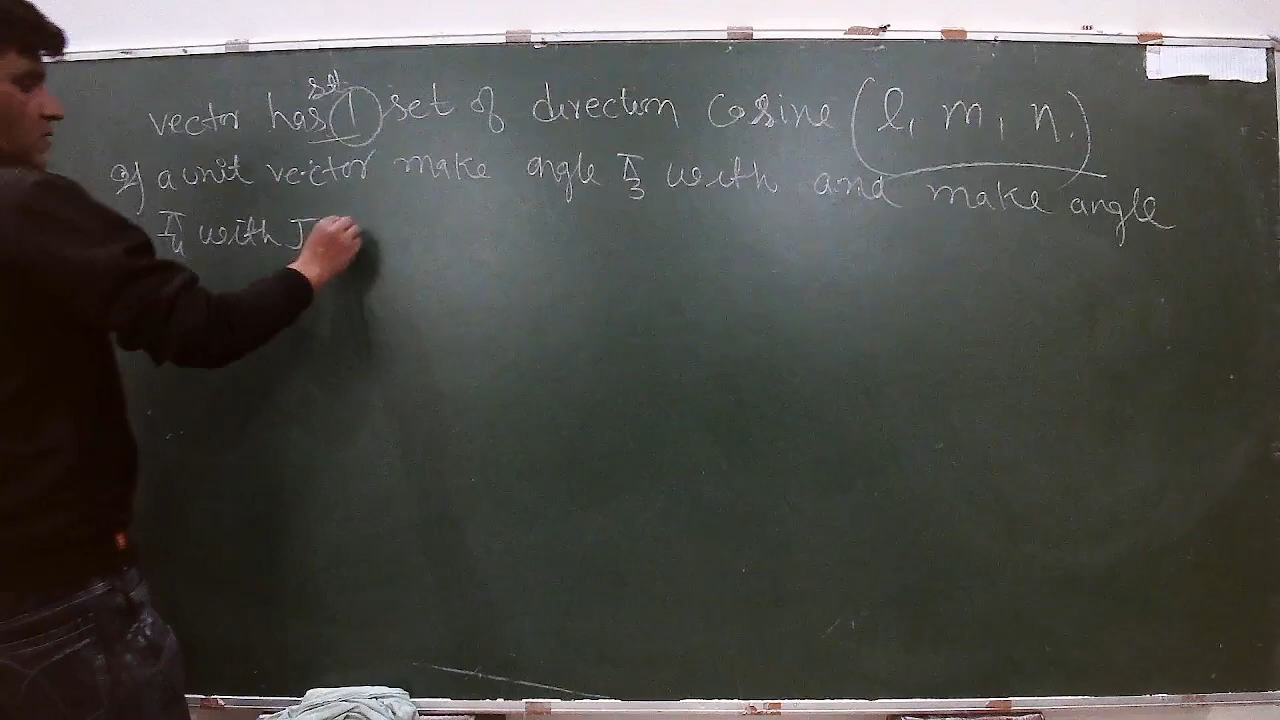 vector has ① set of direction Cosine (l, m, n.)
If a unit vector make angle π/3 with and make angle
π/4 with J